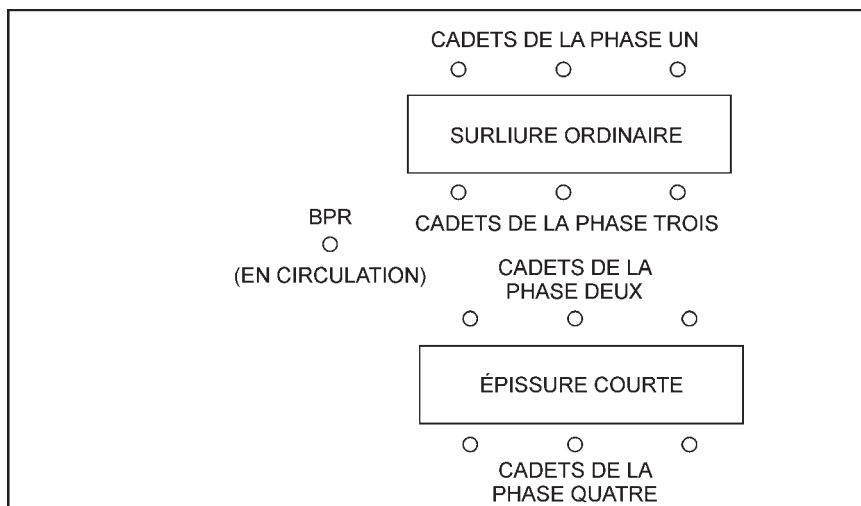 CADETS DE LA PHASE UN
SURLIURE ORDINAIRE
BPR
CADETS DE LA PHASE TROIS
(EN CIRCULATION)
CADETS DE LA
PHASE DEUX
ÉPISSURE COURTE
CADETS DE LA
PHASE QUATRE